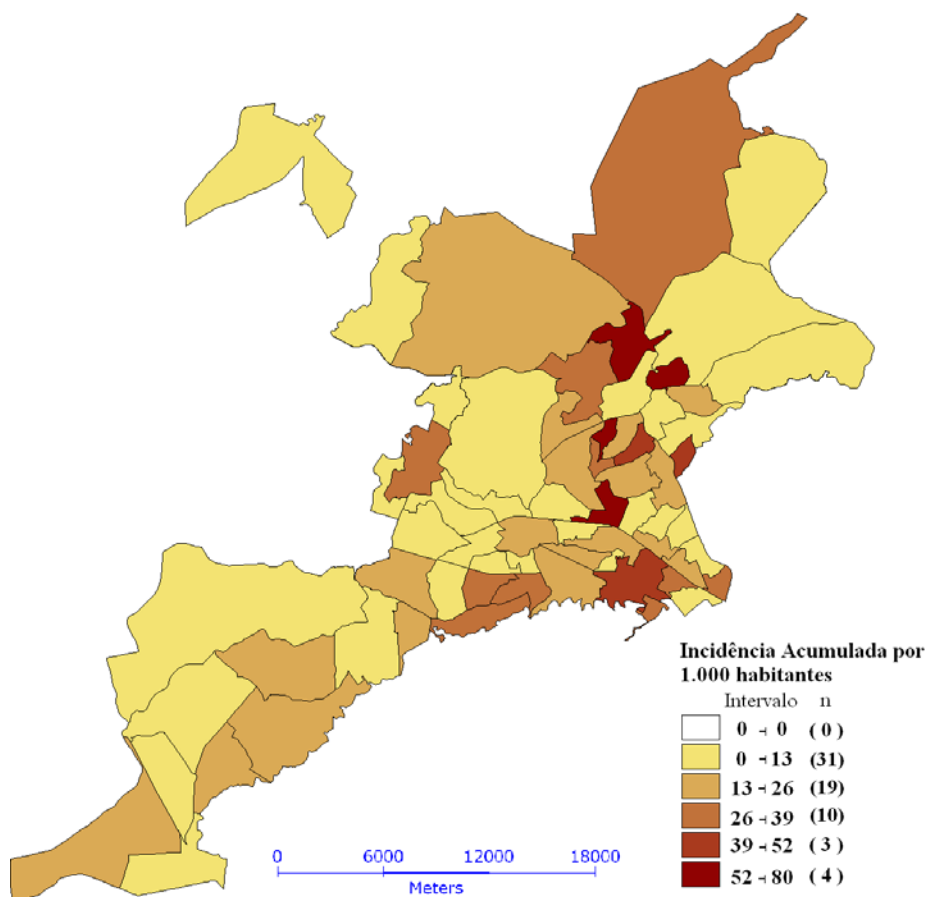 Incidência Acumulada por
1.000 habitantes
Intervalo n
0 ⊣ 0 ( 0 )
0 ⊣ 13 (31)
13 ⊣ 26 (19)
26 ⊣ 39 (10)
39 ⊣ 52 ( 3 )
52 ⊣ 80 ( 4 )
0 6000 12000 18000
Meters